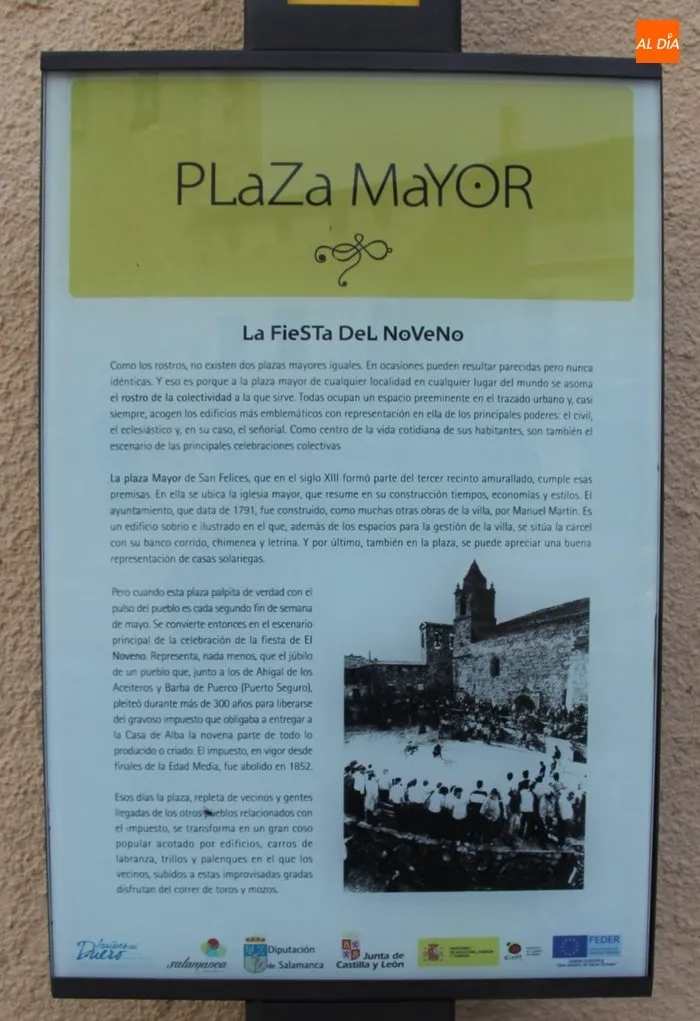 AL DÍA
PLaZa MaYOR
La FieSTa DeL NoVeNo
Como los rostros, no existen dos plazas mayores iguales. En ocasiones pueden resultar parecidas pero nunca
idénticas. Y eso es porque a la plaza mayor de cualquier localidad en cualquier lugar del mundo se asoma
el rostro de la colectividad a la que sirve. Todas ocupan un espacio preeminente en el trazado urbano y, casi
siempre, acogen los edificios más emblemáticos con representación en ella de los principales poderes: el civil,
el eclesiástico y, en su caso, el señorial. Como centro de la vida cotidiana de sus habitantes, son también el
escenario de las principales celebraciones colectivas
La plaza Mayor de San Felices, que en el siglo XIII formó parte del tercer recinto amurallado, cumple esas
premisas. En ella se ubica la iglesia mayor, que resume en su construcción tiempos, economías y estilos. El
ayuntamiento, que data de 1791, fue construido, como muchas otras obras de la villa, por Manuel Martín. Es
un edificio sobrio e ilustrado en el que, además de los espacios para la gestión de la villa, se sitúa la cárcel
con su banco corrido, chimenea y letrina. Y por último, también en la plaza, se puede apreciar una buena
representación de casas solariegas.
Pero cuando esta plaza palpita de verdad con el
pulso del pueblo es cada segundo fin de semana
de mayo. Se convierte entonces en el escenario
principal de la celebración de la fiesta de El
Noveno. Representa, nada menos, que el júbilo
de un pueblo que, junto a los de Ahigal de los
Aceiteros y Barba de Puerco (Puerto Seguro),
pleiteó durante más de 300 años para liberarse
del gravoso impuesto que obligaba a entregar a
la Casa de Alba la novena parte de todo lo
producido o criado. El impuesto, en vigor desde
finales de la Edad Media, fue abolido en 1852.
Esos días la plaza, repleta de vecinos y gentes
llegadas de los otros pueblos relacionados con
el impuesto, se transforma en un gran coso
popular acotado por edificios, carros de
labranza, trillos y palenques en el que los
vecinos, subidos a estas improvisadas gradas
disfrutan del correr de toros y mozos.
Duero
salamanca
Diputación
de Salamanca
Junta de
Castilla y León
FEDER